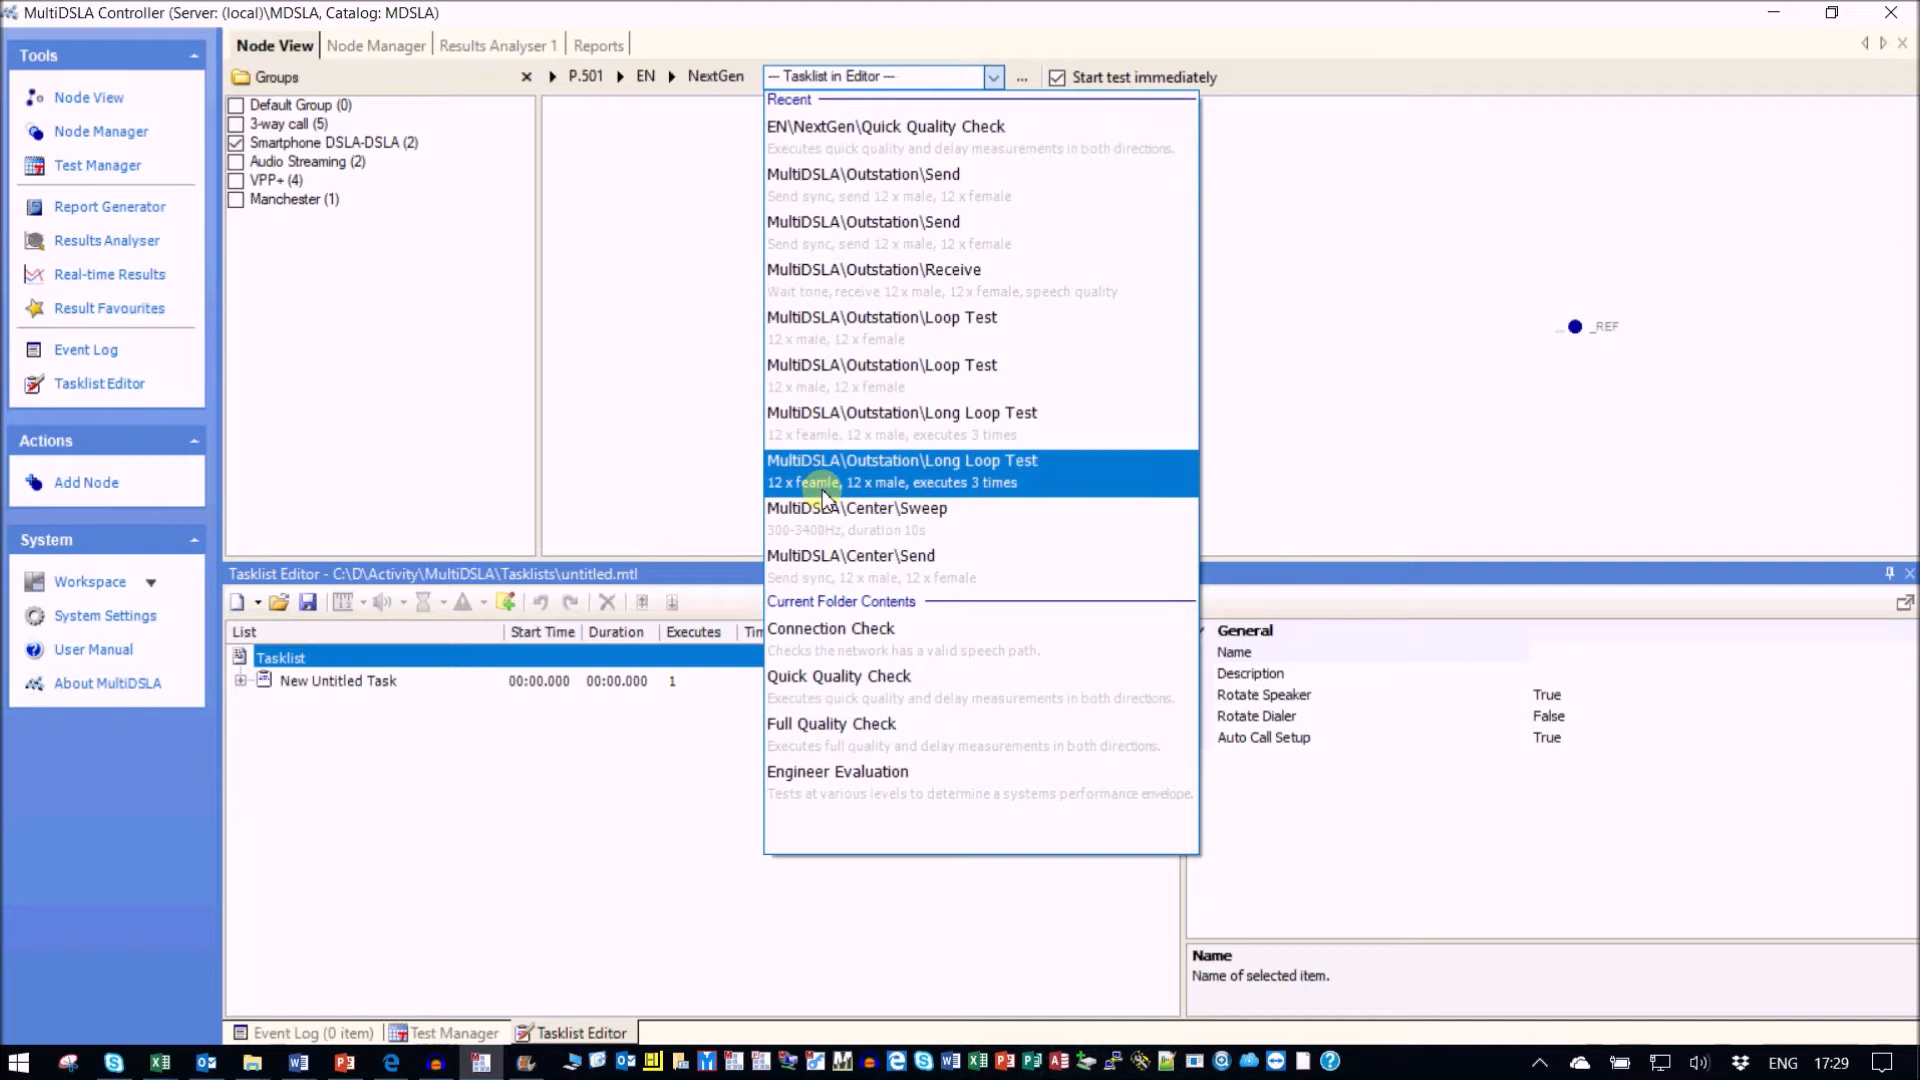 MultiDSLA Controller (Server: (local)\MDSLA, Catalog: MDSLA)
Tools
Node View
Node Manager
Test Manager
Report Generator
Results Analyser
Real-time Results
Result Favourites
Event Log
Tasklist Editor
Actions
Add Node
System
Workspace
System Settings
User Manual
About MultiDSLA
Node View
Node Manager
Results Analyser 1
Reports
Groups
P.501
EN
NextGen
--- Tasklist in Editor ---
...
Start test immediately
Default Group (0)
3-way call (5)
Smartphone DSLA-DSLA (2)
Audio Streaming (2)
VPP+ (4)
Manchester (1)
Recent
EN\NextGen\Quick Quality Check
Executes quick quality and delay measurements in both directions.
MultiDSLA\Outstation\Send
Send sync, send 12 x male, 12 x female
MultiDSLA\Outstation\Send
Send sync, send 12 x male, 12 x female
MultiDSLA\Outstation\Receive
Wait tone, receive 12 x male, 12 x female, speech quality
MultiDSLA\Outstation\Loop Test
12 x male, 12 x female
MultiDSLA\Outstation\Loop Test
12 x male, 12 x female
MultiDSLA\Outstation\Long Loop Test
12 x feamle, 12 x male, executes 3 times
MultiDSLA\Outstation\Long Loop Test
12 x feamle, 12 x male, executes 3 times
MultiDSLA\Center\Sweep
300-3400Hz, duration 10s
MultiDSLA\Center\Send
Send sync, 12 x male, 12 x female
Current Folder Contents
Connection Check
Checks the network has a valid speech path.
Quick Quality Check
Executes quick quality and delay measurements in both directions.
Full Quality Check
Executes full quality and delay measurements in both directions.
Engineer Evaluation
Tests at various levels to determine a systems performance envelope.
_REF
Tasklist Editor - C:\D\Activity\MultiDSLA\Tasklists\untitled.mtl
List
Start Time
Duration
Executes
Tasklist
New Untitled Task
00:00.000
00:00.000
1
General
Name
Description
Rotate Speaker True
Rotate Dialer False
Auto Call Setup True
Name
Name of selected item.
Event Log (0 item)
Test Manager
Tasklist Editor
ENG
17:29